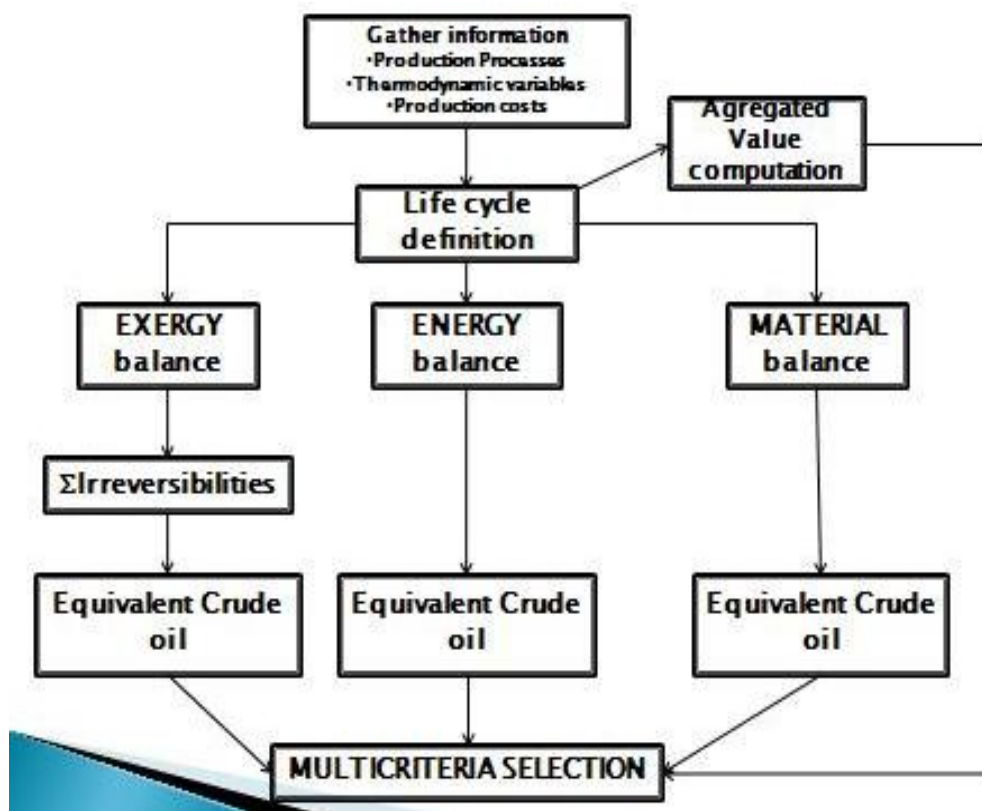 Gather information
•Production Processes
•Thermodynamic variables
•Production costs
Agregated
Value
computation
Life cycle
definition
EXERGY
balance
ENERGY
balance
MATERIAL
balance
ΣIrreversibilities
Equivalent Crude
oil
Equivalent Crude
oil
Equivalent Crude
oil
MULTICRITERIA SELECTION